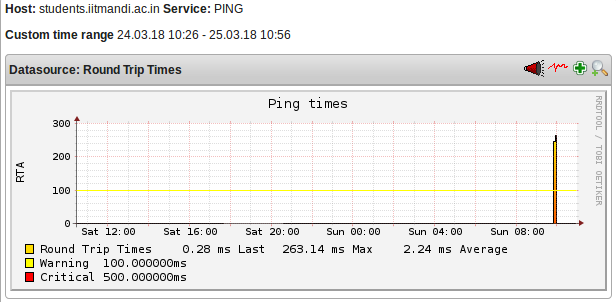 Host: students.iitmandi.ac.in Service: PING
Custom time range 24.03.18 10:26 - 25.03.18 10:56
Datasource: Round Trip Times
Ping times
RRDTOOL / TOBI OETIKER
RTA
300
200
100
0
Sat 12:00 Sat 16:00 Sat 20:00 Sun 00:00 Sun 04:00 Sun 08:00
Round Trip Times 0.28 ms Last 263.14 ms Max 2.24 ms Average
Warning 100.000000ms
Critical 500.000000ms